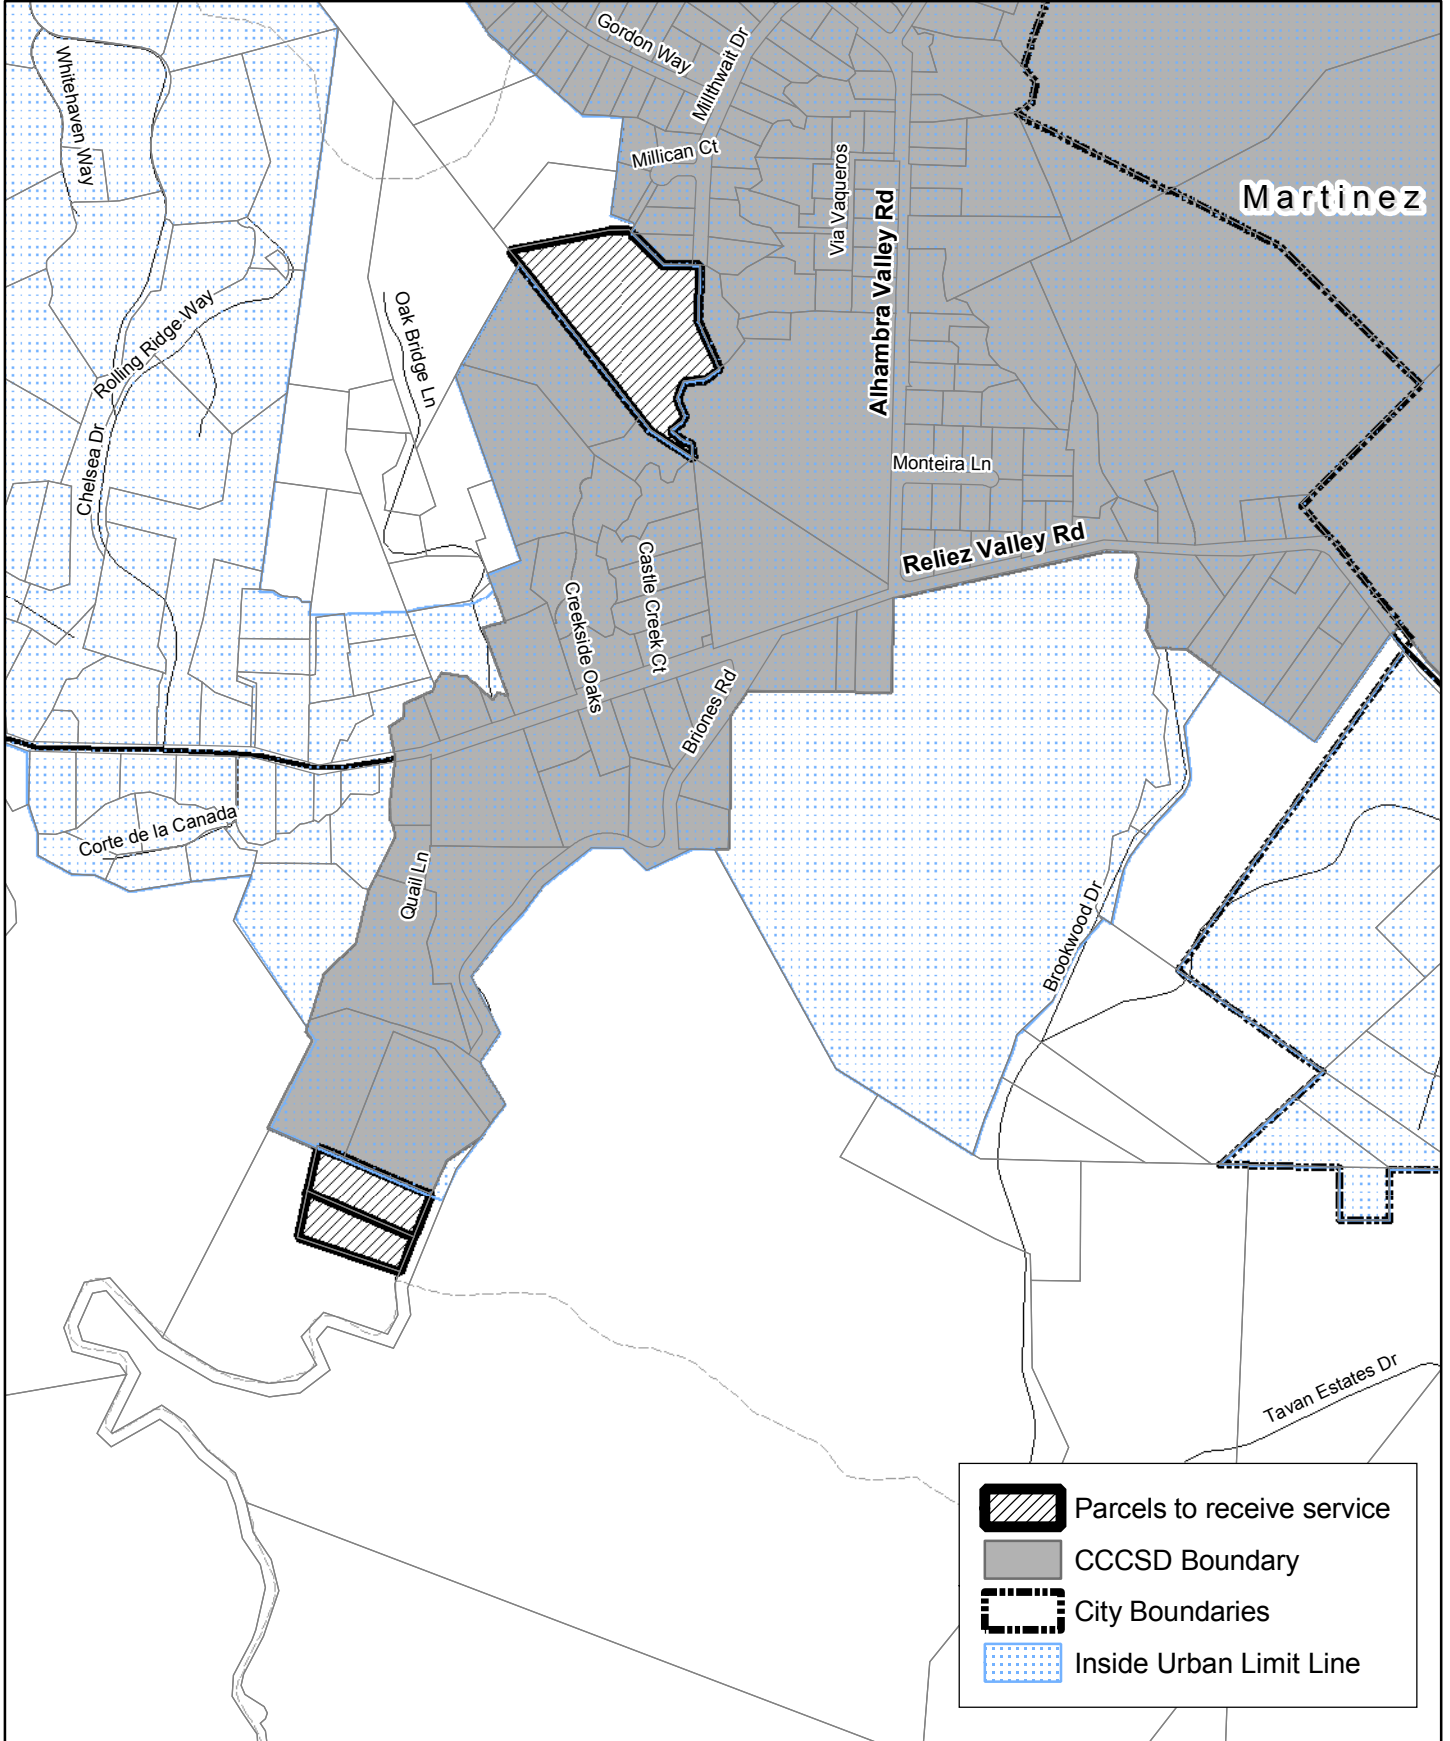 Gordon Way
Millthwait Dr
Whitehaven Way
Millican Ct
Via Vaqueros
Martinez
Alhambra Valley Rd
Rolling Ridge Way
Oak Bridge Ln
Chelsea Dr
Monteira Ln
Reliez Valley Rd
Castle Creek Ct
Creekside Oaks
Briones Rd
Corte de la Canada
Quail Ln
Brookwood Dr
Tavan Estates Dr
Parcels to receive service
CCCSD Boundary
City Boundaries
Inside Urban Limit Line